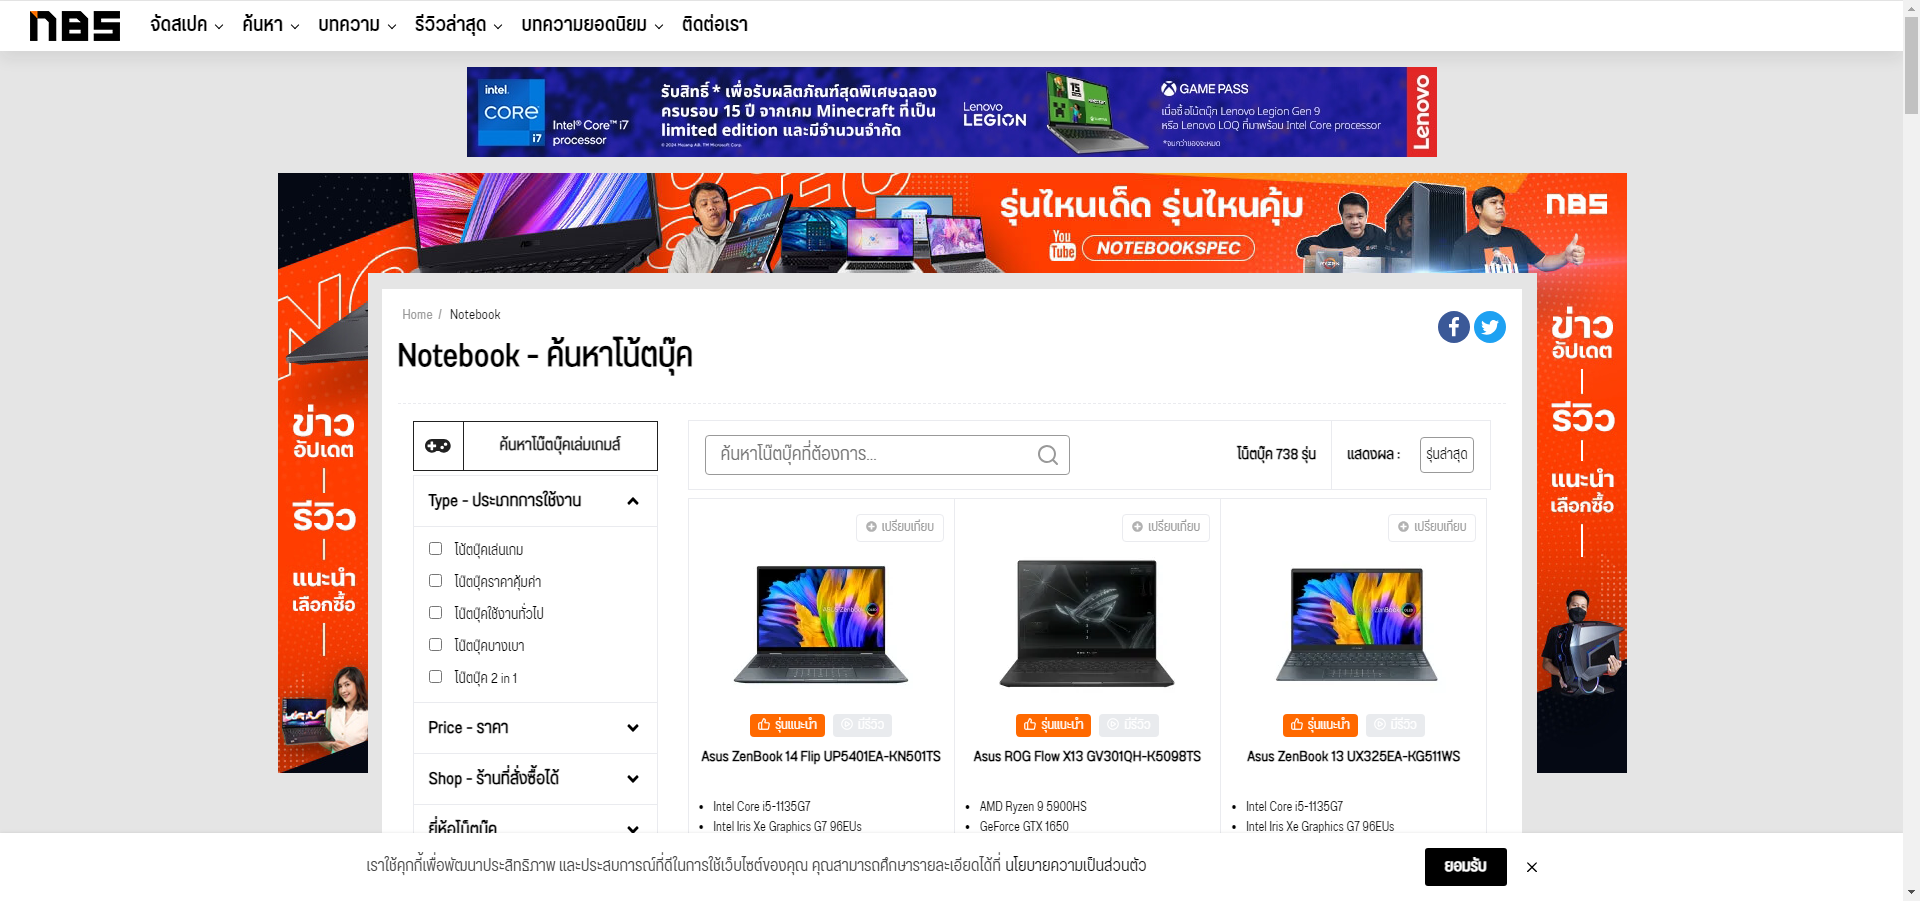 NBS
จัดสเปค
ค้นหา
บทความ
รีวิวล่าสุด
บทความยอดนิยม
ติดต่อเรา
intel.
CORE
i7
Intel® Core™ i7
processor
รับสิทธิ์ * เพื่อรับผลิตภัณฑ์สุดพิเศษฉลอง
ครบรอบ 15 ปี จากเกม Minecraft ที่เป็น
limited edition และมีจำนวนจำกัด
Lenovo
LEGION
GAME PASS
เมื่อซื้อโน้ตบุ๊ก Lenovo Legion Gen 9
หรือ Lenovo LOQ ที่มาพร้อม Intel Core processor
Lenovo
รุ่นไหนเด็ด รุ่นไหนคุ้ม
YouTube
NOTEBOOKSPEC
NBS
ข่าว
อัปเดต
รีวิว
แนะนำ
เลือกซื้อ
ข่าว
อัปเดต
รีวิว
แนะนำ
เลือกซื้อ
Home / Notebook
Notebook - ค้นหาโน้ตบุ๊ค
ค้นหาโน๊ตบุ๊คเล่มเกมส์
Type - ประเภทการใช้งาน
โน้ตบุ๊คเล่นเกม
โน๊ตบุ๊คราคาคุ้มค่า
โน๊ตบุ๊คใช้งานทั่วไป
โน๊ตบุ๊คบางเบา
โน๊ตบุ๊ค 2 in 1
Price - ราคา
Shop - ร้านที่สั่งซื้อได้
ยี่ห้อโน็ตบุ๊ค
ค้นหาโน๊ตบุ๊คที่ต้องการ...
โน็ตบุ๊ค 738 รุ่น
แสดงผล :
รุ่นล่าสุด
เปรียบเทียบ
รุ่นแนะนำ
มีรีวิว
Asus ZenBook 14 Flip UP5401EA-KN501TS
Intel Core i5-1135G7
Intel Iris Xe Graphics G7 96EUs
เปรียบเทียบ
รุ่นแนะนำ
มีรีวิว
Asus ROG Flow X13 GV301QH-K5098TS
AMD Ryzen 9 5900HS
GeForce GTX 1650
เปรียบเทียบ
รุ่นแนะนำ
มีรีวิว
Asus ZenBook 13 UX325EA-KG511WS
Intel Core i5-1135G7
Intel Iris Xe Graphics G7 96EUs
เราใช้คุกกี้เพื่อพัฒนาประสิทธิภาพ และประสบการณ์ที่ดีในการใช้เว็บไซต์ของคุณ คุณสามารถศึกษารายละเอียดได้ที่ นโยบายความเป็นส่วนตัว
ยอมรับ